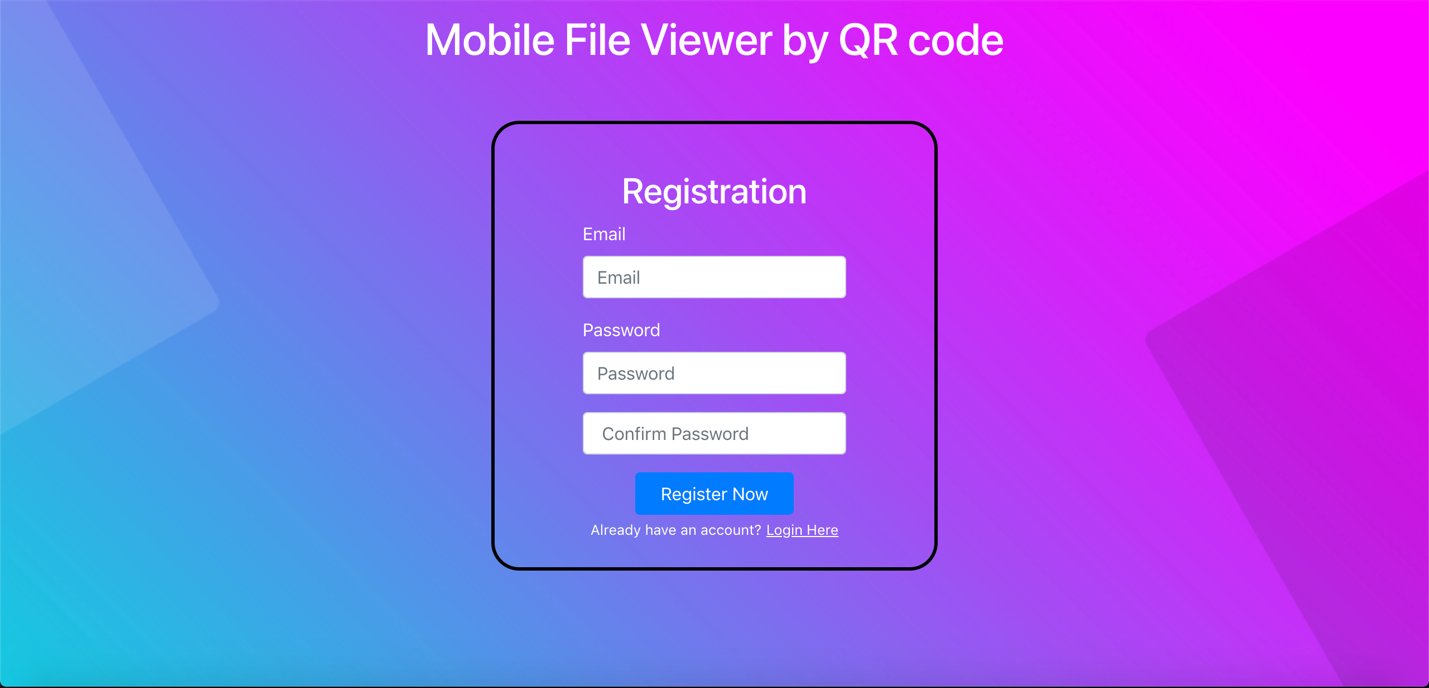 Mobile File Viewer by QR code
Registration
Email
Email
Password
Password
Confirm Password
Register Now
Already have an account? Login Here